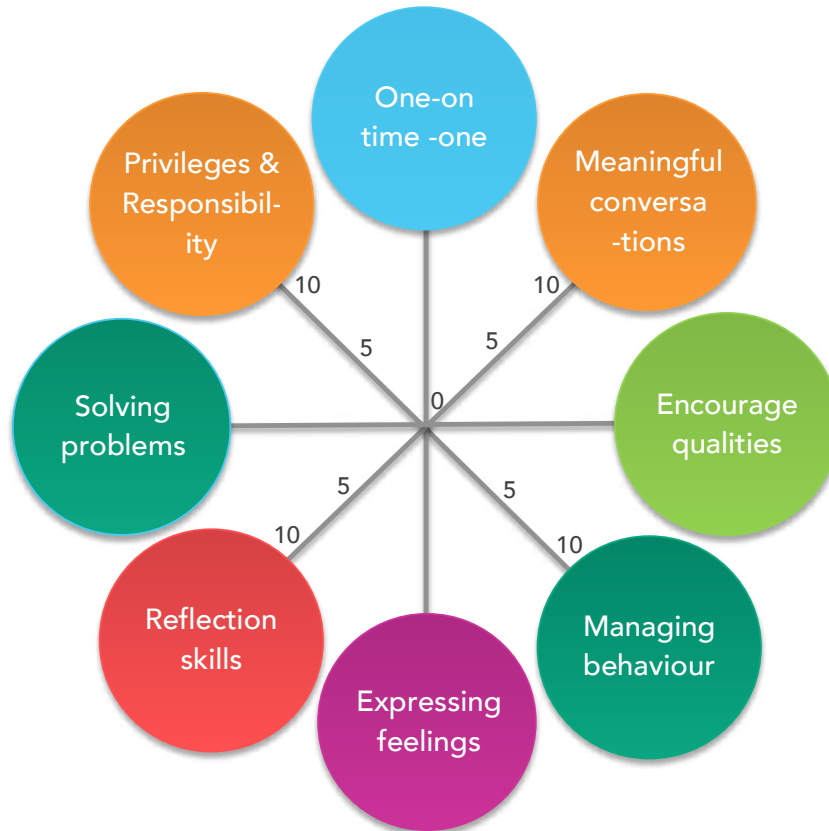 One-on
time -one
Privileges &
Responsibil-
ity
Meaningful
conversa
-tions
10
10
5
5
0
Solving
problems
Encourage
qualities
5
5
10
10
Reflection
skills
Managing
behaviour
Expressing
feelings